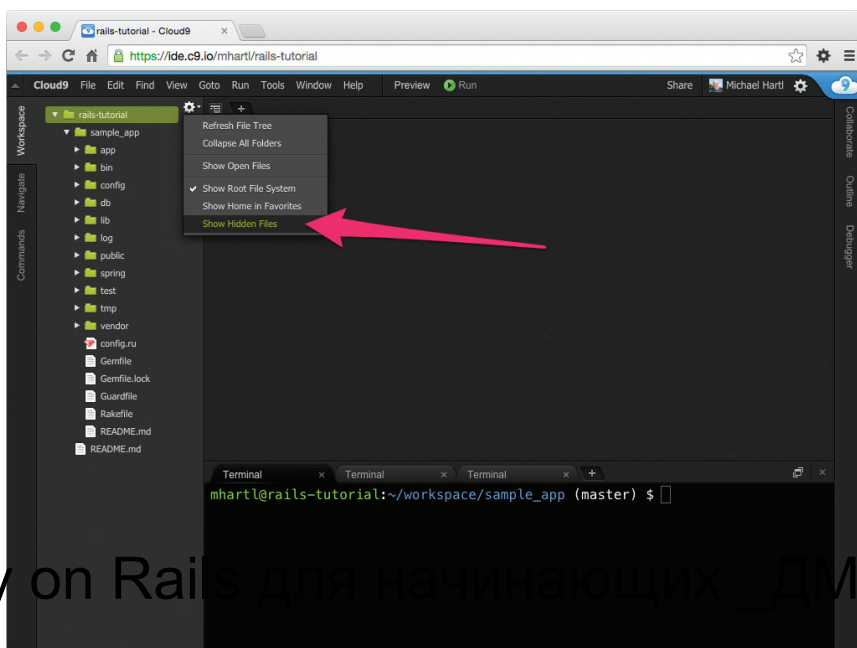 rails-tutorial - Cloud9
https://ide.c9.io/mhartl/rails-tutorial
Cloud9 File Edit Find View Goto Run Tools Window Help Preview Run Share Michael Hartl
Workspace
Navigate
Commands
rails-tutorial
sample_app
app
bin
config
db
lib
log
public
spring
test
tmp
vendor
config.ru
Gemfile
Gemfile.lock
Guardfile
Rakefile
README.md
README.md
Refresh File Tree
Collapse All Folders
Show Open Files
Show Root File System
Show Home in Favorites
Show Hidden Files
Collaborate
Outline
Debugger
Terminal Terminal Terminal
mhartl@rails-tutorial:~/workspace/sample_app (master) $
on Rails для начинающих _ДМ